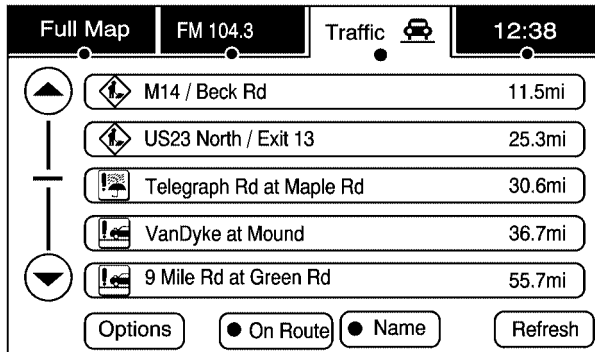 Full Map FM 104.3 Traffic 12:38
M14 / Beck Rd 11.5mi
US23 North / Exit 13 25.3mi
Telegraph Rd at Maple Rd 30.6mi
VanDyke at Mound 36.7mi
9 Mile Rd at Green Rd 55.7mi
Options On Route Name Refresh